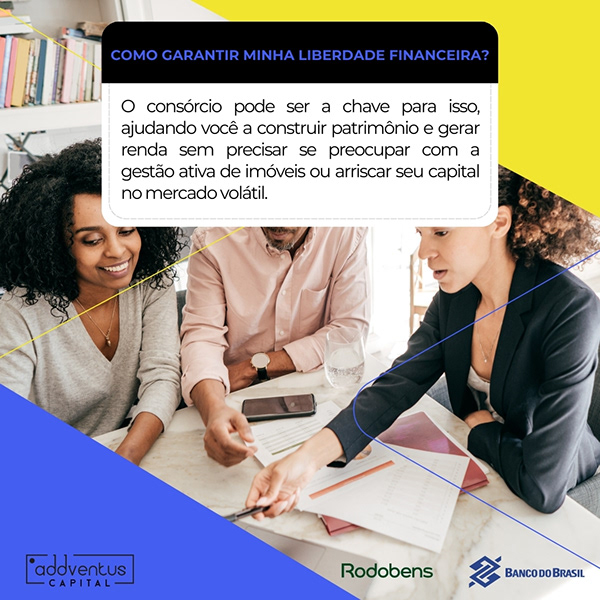 COMO GARANTIR MINHA LIBERDADE FINANCEIRA?
O consórcio pode ser a chave para isso,
ajudando você a construir patrimônio e gerar
renda sem precisar se preocupar com a
gestão ativa de imóveis ou arriscar seu capital
no mercado volátil.
addventus
CAPITAL
Rodobens
BANCO DO BRASIL